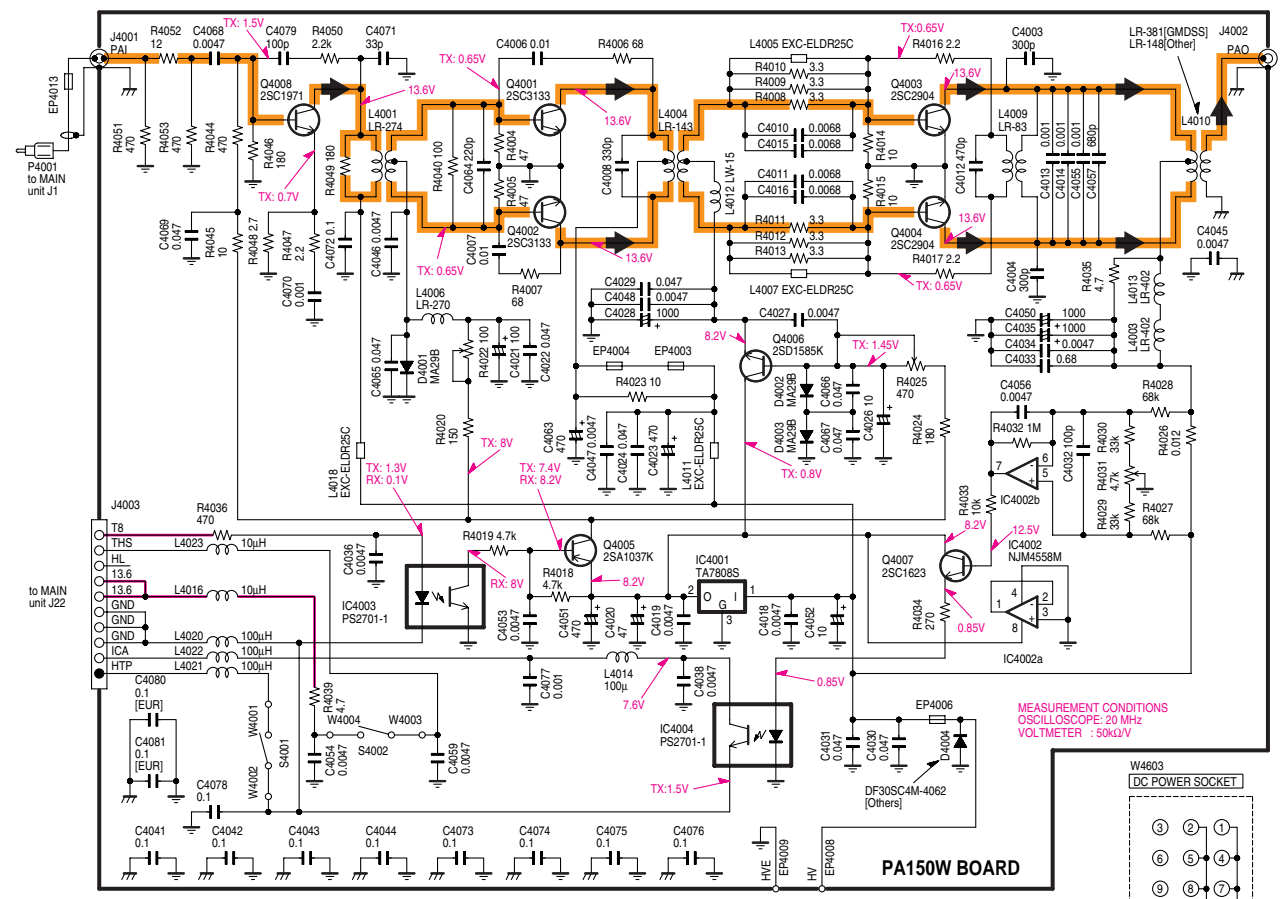 J4001
PAI
R4052
12
C4068
0.0047
TX: 1.5V
C4079
100p
R4050
2.2k
C4071
33p
C4006 0.01
R4006 68
L4005 EXC-ELDR25C
TX:0.65V
R4016 2.2
C4003
300p
LR-381[GMDSS]
LR-148[Other]
J4002
PAO
EP4013
Q4008
2SC1971
13.6V
TX: 0.65V
Q4001
2SC3133
13.6V
R4010 3.3
R4009 3.3
R4008 3.3
Q4003
2SC2904
13.6V
L4001
LR-274
L4004
LR-143
L4009
LR-83
L4010
P4001
to MAIN
unit J1
R4051
470
R4053
470
R4044
470
R4046
180
R4049 180
R4040 100
C4064 220p
R4004
47
R4005
47
C4008 330p
C4010 0.0068
C4015 0.0068
C4011 0.0068
C4016 0.0068
R4014
10
R4015
10
C4012 470p
C4013 0.001
C4014 0.001
C4055 0.001
C4057 680p
L4012 LW-15
TX: 0.7V
Q4002
2SC3133
13.6V
R4011 3.3
R4012 3.3
R4013 3.3
Q4004
2SC2904
13.6V
C4069
0.047
R4045
10
R4048 2.7
R4047
2.2
C4072 0.1
C4046 0.0047
TX: 0.65V
C4007
0.01
R4007
68
L4007 EXC-ELDR25C
R4017 2.2
TX: 0.65V
C4004
300p
R4035
4.7
L4013
LR-402
L4003
LR-402
C4045
0.0047
C4070
0.001
L4006
LR-270
C4029 0.047
C4048 0.0047
C4028 1000
+
C4027 0.0047
C4050 1000
C4035 + 1000
C4034 + 0.0047
C4033 0.68
C4065 0.047
D4001
MA29B
R4022 100
C4021 100
+
C4022 0.047
8.2V
Q4006
2SD1585K
TX: 1.45V
EP4004
EP4003
R4023 10
D4002
MA29B
D4003
MA29B
C4066
0.047
C4067
0.047
C4026 10
+
R4025
470
R4024
180
C4056
0.0047
R4028
68k
R4032 1M
R4026
0.012
R4020
150
C4063
470
+
C4047 0.0047
C4024 0.047
C4023 470
+
L4011
EXC-ELDR25C
L4018
EXC-ELDR25C
TX: 8V
TX: 0.8V
7
6
5
-
+
IC4002b
C4032 100p
R4030
33k
R4031
4.7k
R4029
33k
R4027
68k
TX: 1.3V
RX: 0.1V
TX: 7.4V
RX: 8.2V
R4033
10k
J4003
T8
THS
HL
13.6
13.6
GND
GND
GND
ICA
HTP
to MAIN
unit J22
R4036
470
L4023 10μH
L4016 10μH
L4020 100μH
L4022 100μH
L4021 100μH
C4036
0.0047
R4019 4.7k
Q4005
2SA1037K
RX: 8V
R4018
4.7k
8.2V
IC4001
TA7808S
2 O I 1
G
3
8.2V
12.5V
Q4007
2SC1623
IC4002
NJM4558M
IC4003
PS2701-1
C4053
0.0047
C4051
470
+
C4020
47
+
C4019
0.0047
C4018
0.0047
C4052
10
+
R4034
270
0.85V
1
2
3
8
-
+
IC4002a
R4039
4.7
L4014
100μ
C4077
0.001
C4038
0.0047
7.6V
0.85V
C4080
0.1
[EUR]
C4081
0.1
[EUR]
W4001
S4001
W4002
W4004
W4003
S4002
C4054
0.0047
C4059
0.0047
IC4004
PS2701-1
C4031
0.047
C4030
0.047
EP4006
D4004
MEASUREMENT CONDITIONS
OSCILLOSCOPE: 20 MHz
VOLTMETER : 50kΩ/V
W4603
DC POWER SOCKET
DF30SC4M-4062
[Others]
TX:1.5V
C4078
0.1
C4041
0.1
C4042
0.1
C4043
0.1
C4044
0.1
C4073
0.1
C4074
0.1
C4075
0.1
C4076
0.1
HVE
EP4009
HV
EP4008
PA150W BOARD
3 2 1
6 5 4
9 8 7